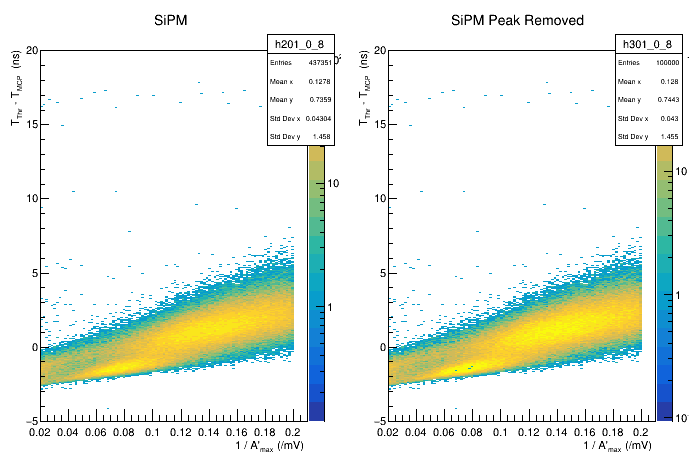 SiPM
h201_0_8
Entries 437351
Mean x 0.1278
Mean y 0.7359
Std Dev x 0.04304
Std Dev y 1.458
T_Thr - T_MCP (ns)
20
15
10
5
0
−5
0.02 0.04 0.06 0.08 0.1 0.12 0.14 0.16 0.18 0.2
1 / A'_max (/mV)
10
1
SiPM Peak Removed
h301_0_8
Entries 100000
Mean x 0.128
Mean y 0.7443
Std Dev x 0.043
Std Dev y 1.455
T_Thr - T_MCP (ns)
20
15
10
5
0
−5
0.02 0.04 0.06 0.08 0.1 0.12 0.14 0.16 0.18 0.2
1 / A'_max (/mV)
10
1